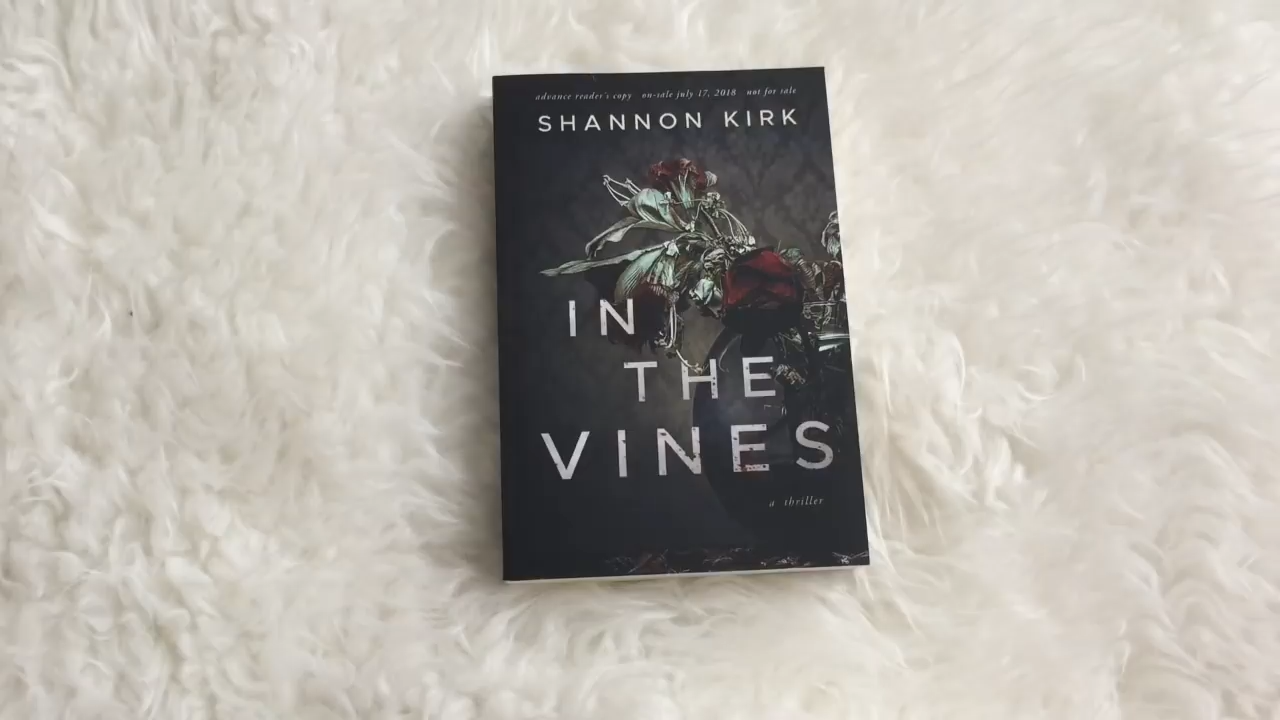 advance reader's copy on-sale july 17, 2018 not for sale
SHANNON KIRK
IN
THE
VINES
a thriller